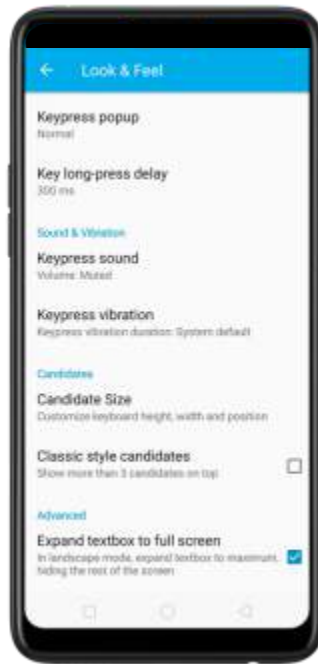 Look & Feel
Keypress popup
Normal
Key long-press delay
300 ms
Sound & Vibration
Keypress sound
Volume: Muted
Keypress vibration
Keypress vibration duration: System default
Candidates
Candidate Size
Customize keyboard height, width and position
Classic style candidates
Show more than 3 candidates on top
Advanced
Expand textbox to full screen
In landscape mode, expand textbox to maximum,
hiding the rest of the screen